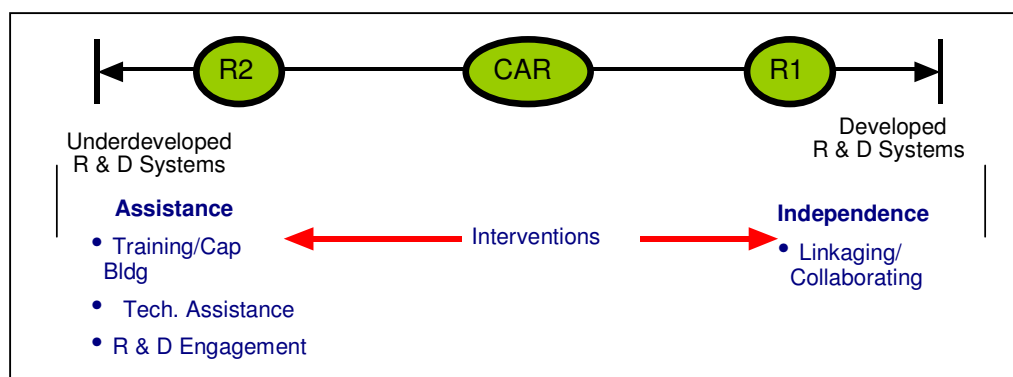 R2
CAR
R1
Underdeveloped
R & D Systems
Developed
R & D Systems
Assistance
• Training/Cap
Bldg
• Tech. Assistance
• R & D Engagement
Interventions
Independence
• Linkaging/
Collaborating